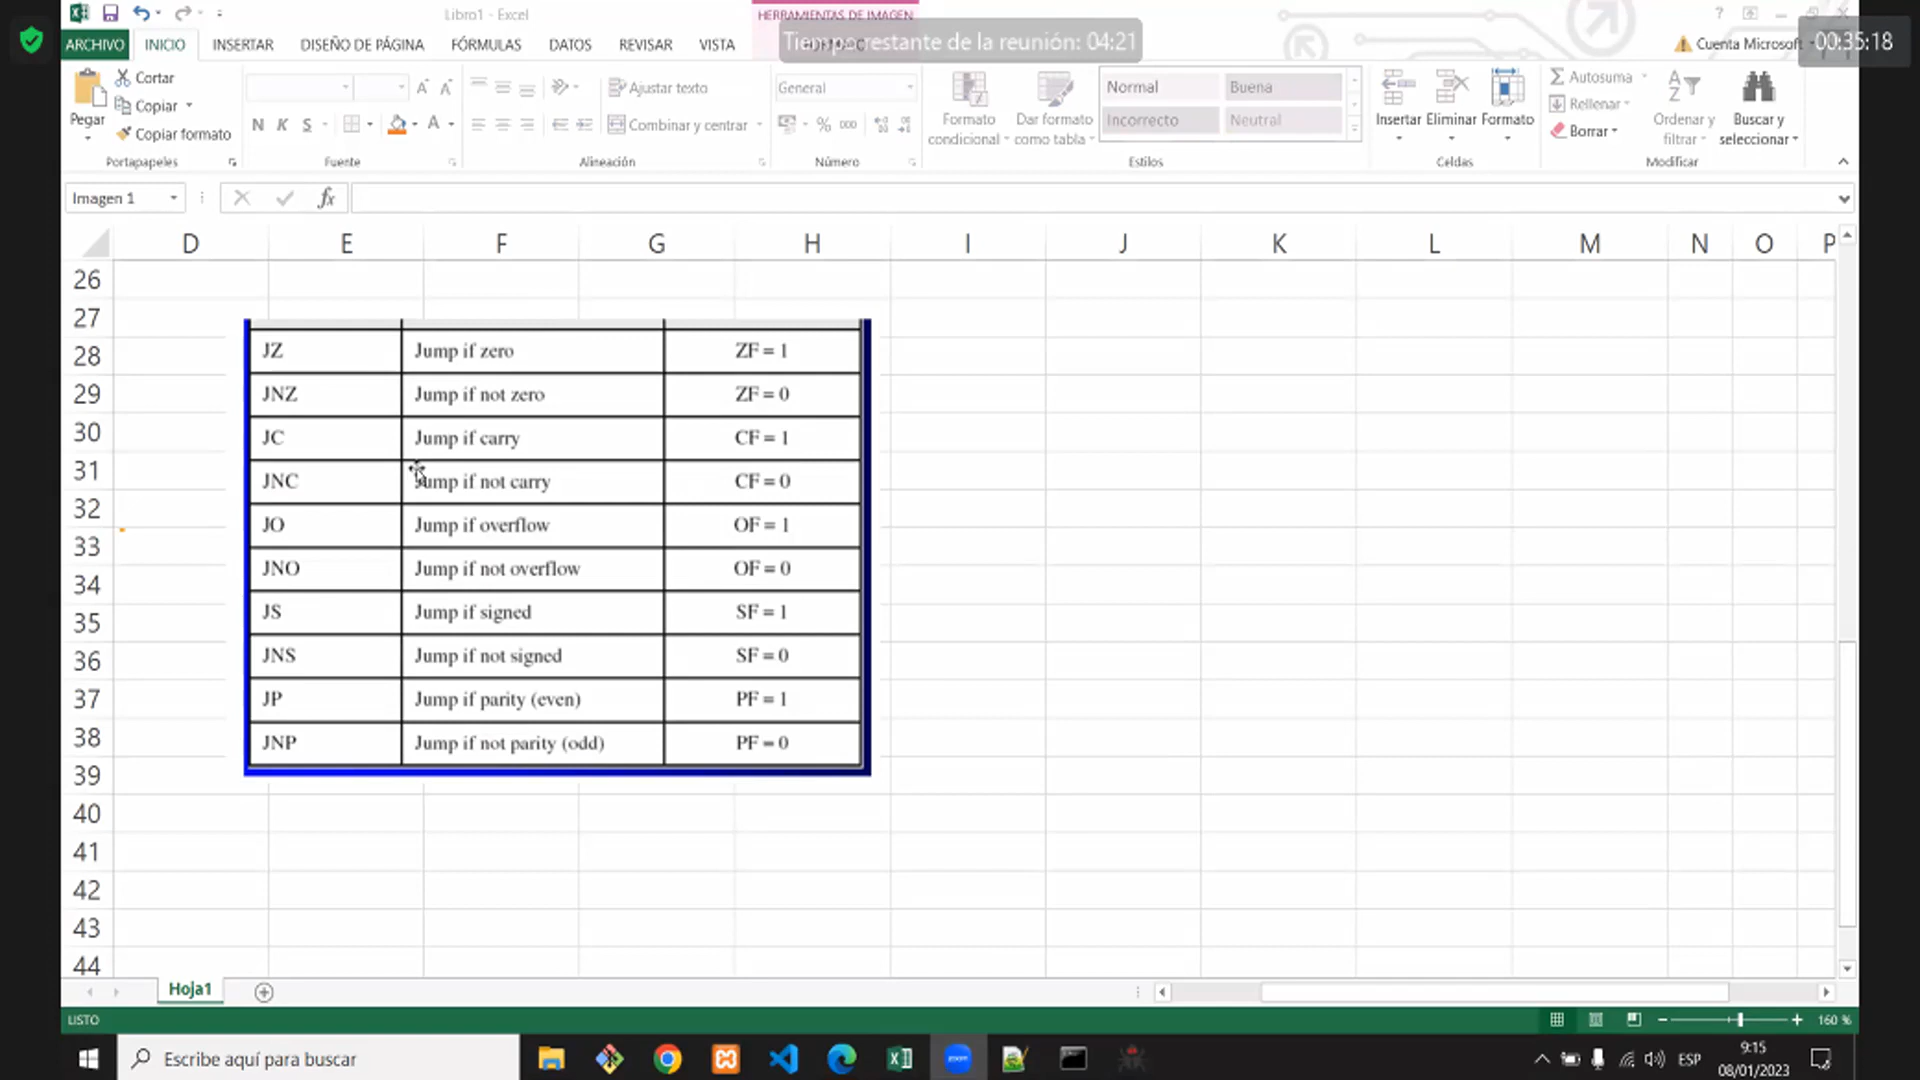 Libro1 - Excel
HERRAMIENTAS DE IMAGEN
Tiempo restante de la reunión: 04:21
00:35:18
ARCHIVO INICIO INSERTAR DISEÑO DE PÁGINA FÓRMULAS DATOS REVISAR VISTA
Cuenta Microsoft
Pegar
Cortar
Copiar
Copiar formato
Portapapeles
N K S
Fuente
Ajustar texto
Combinar y centrar
Alineación
General
% 000
Número
Formato condicional
Dar formato como tabla
Normal Buena
Incorrecto Neutral
Estilos
Insertar Eliminar Formato
Celdas
Autosuma
Rellenar
Borrar
Ordenar y filtrar
Buscar y seleccionar
Modificar
Imagen 1
fx
D E F G H I J K L M N O P
26
27
28
29
30
31
32
33
34
35
36
37
38
39
40
41
42
43
44
JZ Jump if zero ZF = 1
JNZ Jump if not zero ZF = 0
JC Jump if carry CF = 1
JNC Jump if not carry CF = 0
JO Jump if overflow OF = 1
JNO Jump if not overflow OF = 0
JS Jump if signed SF = 1
JNS Jump if not signed SF = 0
JP Jump if parity (even) PF = 1
JNP Jump if not parity (odd) PF = 0
Hoja1
LISTO
160 %
Escribe aquí para buscar
zoom
ESP
9:15
08/01/2023